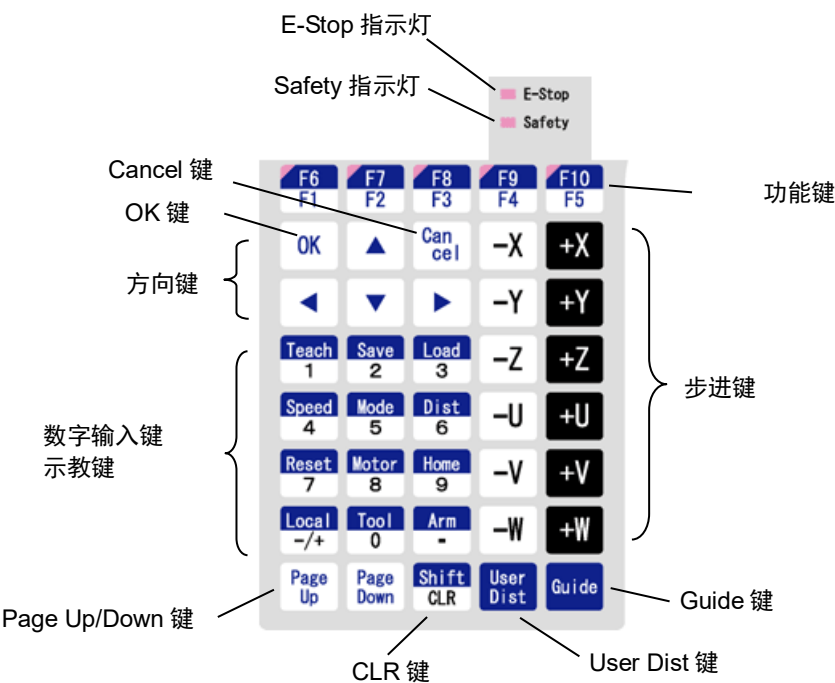 E-Stop 指示灯
Safety 指示灯
E-Stop
Safety
Cancel 键
OK 键
方向键
数字输入键
示教键
Page Up/Down 键
F6 F7 F8 F9 F10
F1 F2 F3 F4 F5
OK ▲ Can cel -X +X
◀ ▼ ▶ -Y +Y
Teach Save Load -Z +Z
1 2 3
Speed Mode Dist -U +U
4 5 6
Reset Motor Home -V +V
7 8 9
Local Tool Arm -W +W
-/+ 0 -
Page Page Shift User Guide
Up Down CLR Dist
功能键
步进键
Guide 键
User Dist 键
CLR 键